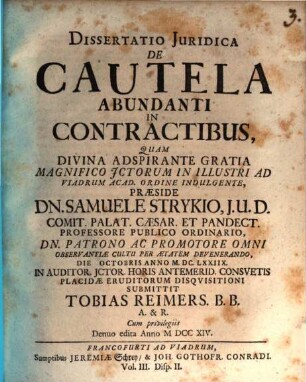 3.
DISSERTATIO JURIDICA
DE
CAUTELA
ABUNDANTI
IN
CONTRACTIBUS,
QUAM
DIVINA ADSPIRANTE GRATIA
MAGNIFICO JCTORUM IN ILLUSTRI AD
VIADRUM ACAD. ORDINE INDULGENTE,
PRÆSIDE
DN. SAMUELE STRYKIO, J. U. D.
COMIT. PALAT. CÆSAR. ET PANDECT.
PROFESSORE PUBLICO ORDINARIO,
DN. PATRONO AC PROMOTORE OMNI
OBSERVANTIÆ CULTU PER ÆTATEM DEVENERANDO,
DIE OCTOBRIS ANNO M. DC. LXXIIX.
IN AUDITOR. JCTOR. HORIS ANTEMERID. CONSVETIS
PLACIDÆ ERUDITORUM DISQVISITIONI
SUBMITTIT
TOBIAS REIMERS. B. B.
A. & R.
Cum privilegiis
Denuo edita Anno M DCC XIV.
FRANCOFURTI AD VIADRUM,
Sumptibus JEREMIÆ Schrey/ & JOH. GOTHOFR. CONRADI.
Vol. III. Disp. II.